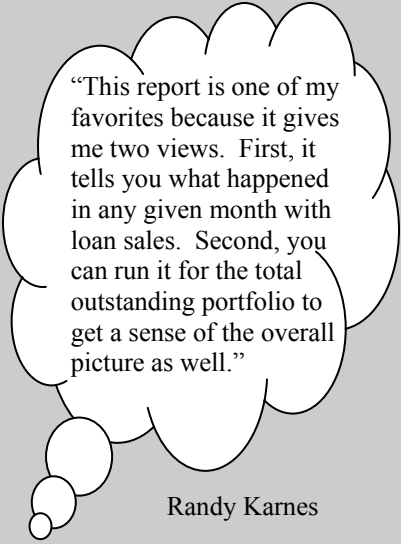 “This report is one of my
favorites because it gives
me two views.  First, it
tells you what happened
in any given month with
loan sales.  Second, you
can run it for the total
outstanding portfolio to
get a sense of the overall
picture as well.”
Randy Karnes